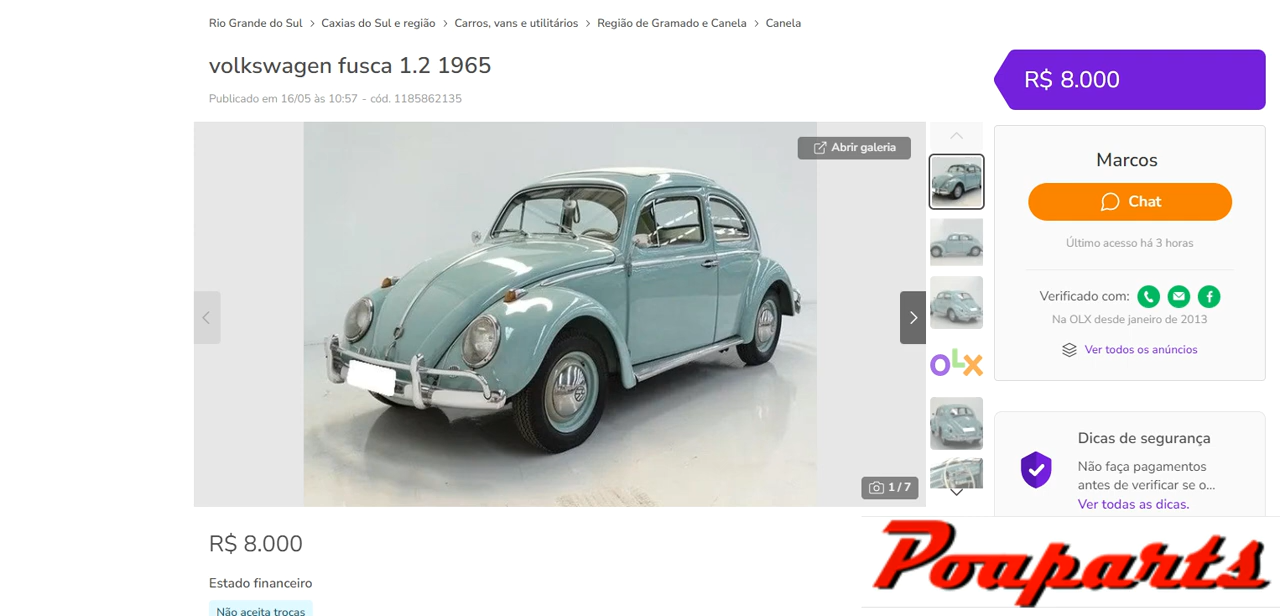 Rio Grande do Sul > Caxias do Sul e região > Carros, vans e utilitários > Região de Gramado e Canela > Canela
volkswagen fusca 1.2 1965
Publicado em 16/05 às 10:57 - cód. 1185862135
Abrir galeria
OLX
1 / 7
R$ 8.000
Estado financeiro
Não aceita trocas
R$ 8.000
Marcos
Chat
Último acesso há 3 horas
Verificado com:
Na OLX desde janeiro de 2013
Ver todos os anúncios
Dicas de segurança
Não faça pagamentos
antes de verificar se o...
Ver todas as dicas.
Pouparts